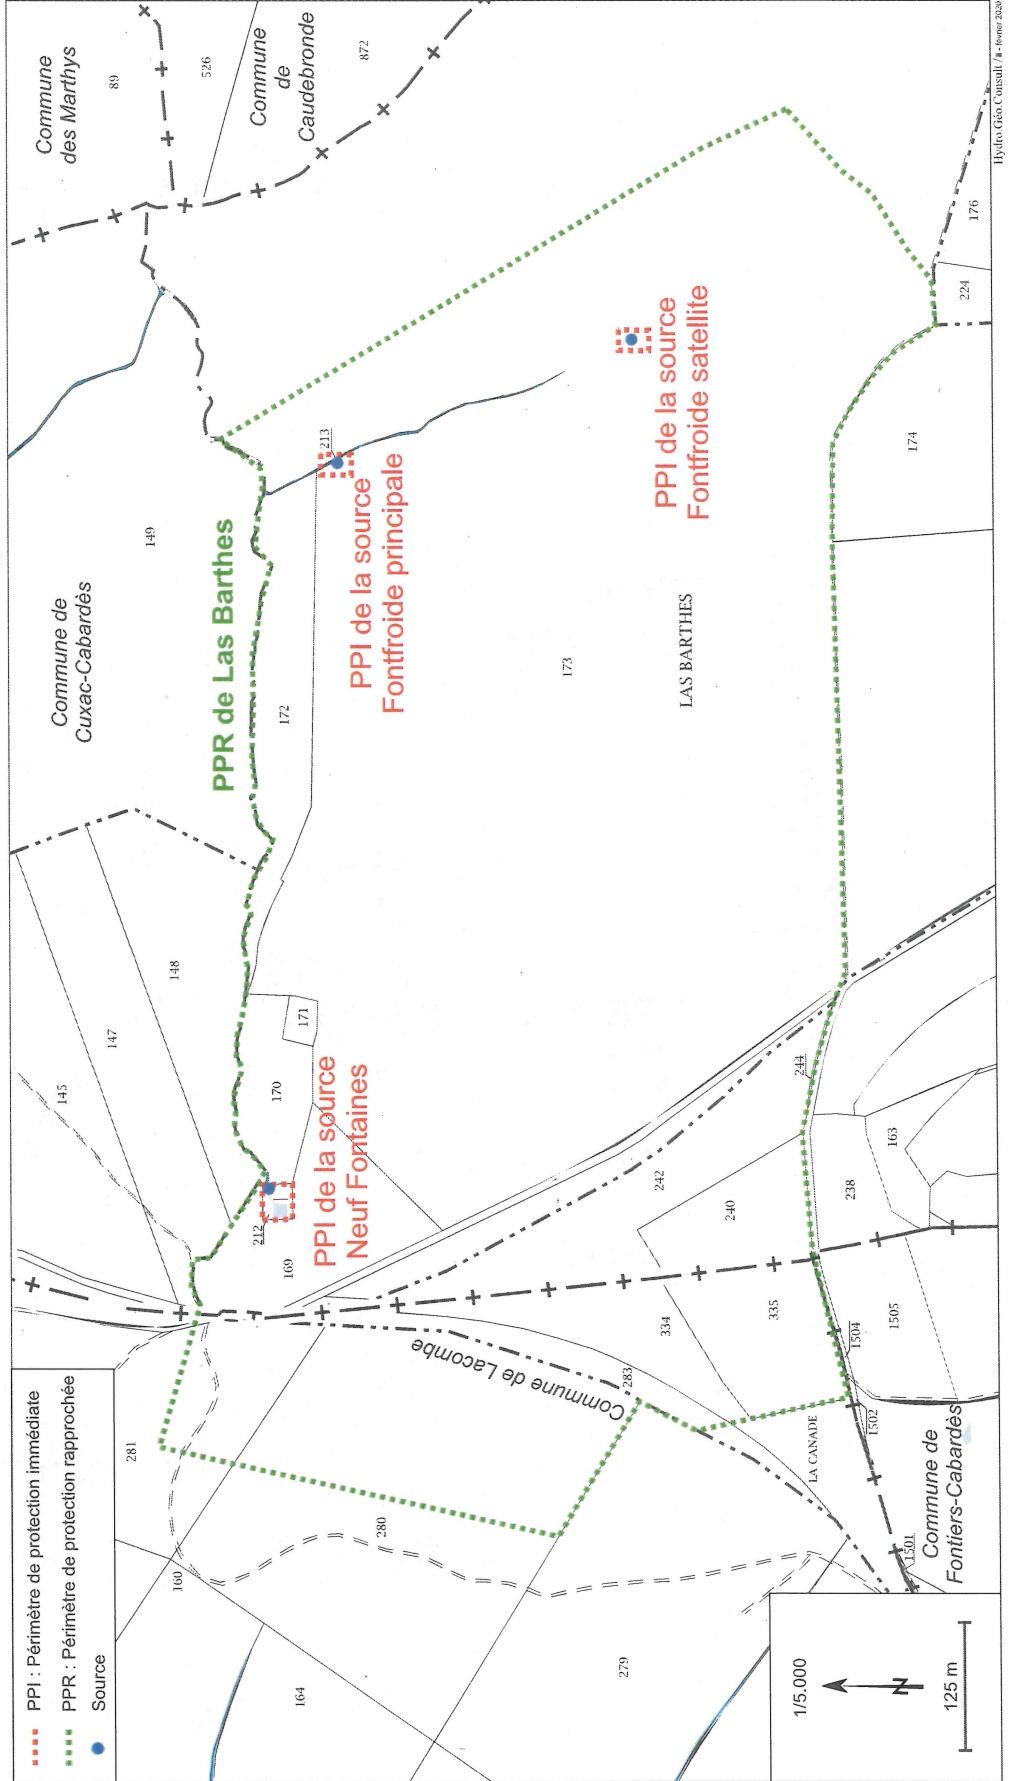 PPI : Périmètre de protection immédiate
PPR : Périmètre de protection rapprochée
Source
Commune
des Marthys
89
526
Commune
de
Caudebronde
872
Commune de
Cuxac-Cabardès
149
145
147
148
PPR de Las Barthes
172
213
PPI de la source
Fontfroide principale
PPI de la source
Fontfroide satellite
173
LAS BARTHES
171
170
PPI de la source
Neuf Fontaines
212
169
281
160
280
164
279
Commune de Lacombe
283
334
335
242
240
244
238
163
1504
1505
1502
1501
LA CANADE
Commune de
Fontiers-Cabardès
174
224
176
1/5.000
N
125 m
Hydro.Géo.Consult / - février 2020